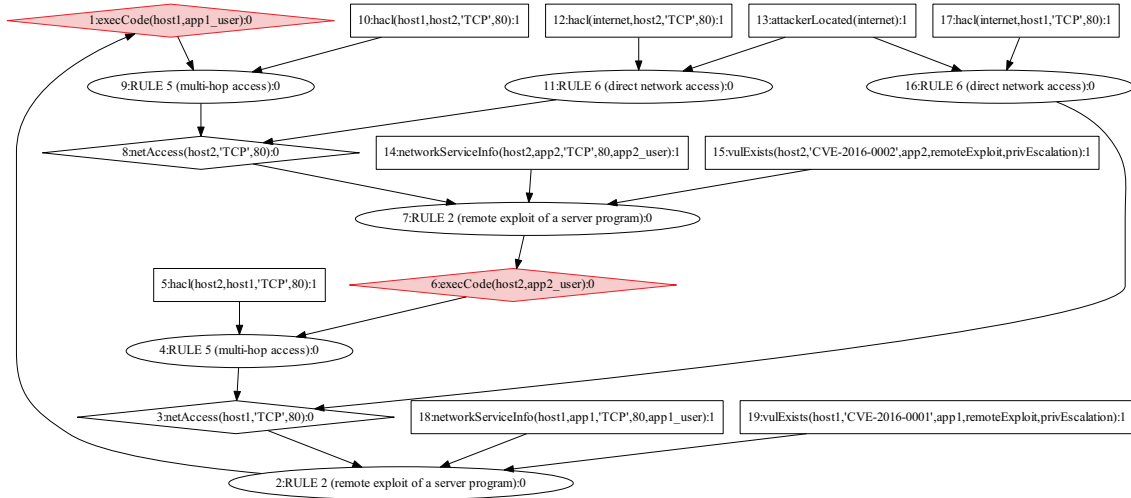 1:execCode(host1,app1_user):0
10:hacl(host1,host2,'TCP',80):1
12:hacl(internet,host2,'TCP',80):1
13:attackerLocated(internet):1
17:hacl(internet,host1,'TCP',80):1
9:RULE 5 (multi-hop access):0
11:RULE 6 (direct network access):0
16:RULE 6 (direct network access):0
8:netAccess(host2,'TCP',80):0
14:networkServiceInfo(host2,app2,'TCP',80,app2_user):1
15:vulExists(host2,'CVE-2016-0002',app2,remoteExploit,privEscalation):1
7:RULE 2 (remote exploit of a server program):0
5:hacl(host2,host1,'TCP',80):1
6:execCode(host2,app2_user):0
4:RULE 5 (multi-hop access):0
3:netAccess(host1,'TCP',80):0
18:networkServiceInfo(host1,app1,'TCP',80,app1_user):1
19:vulExists(host1,'CVE-2016-0001',app1,remoteExploit,privEscalation):1
2:RULE 2 (remote exploit of a server program):0